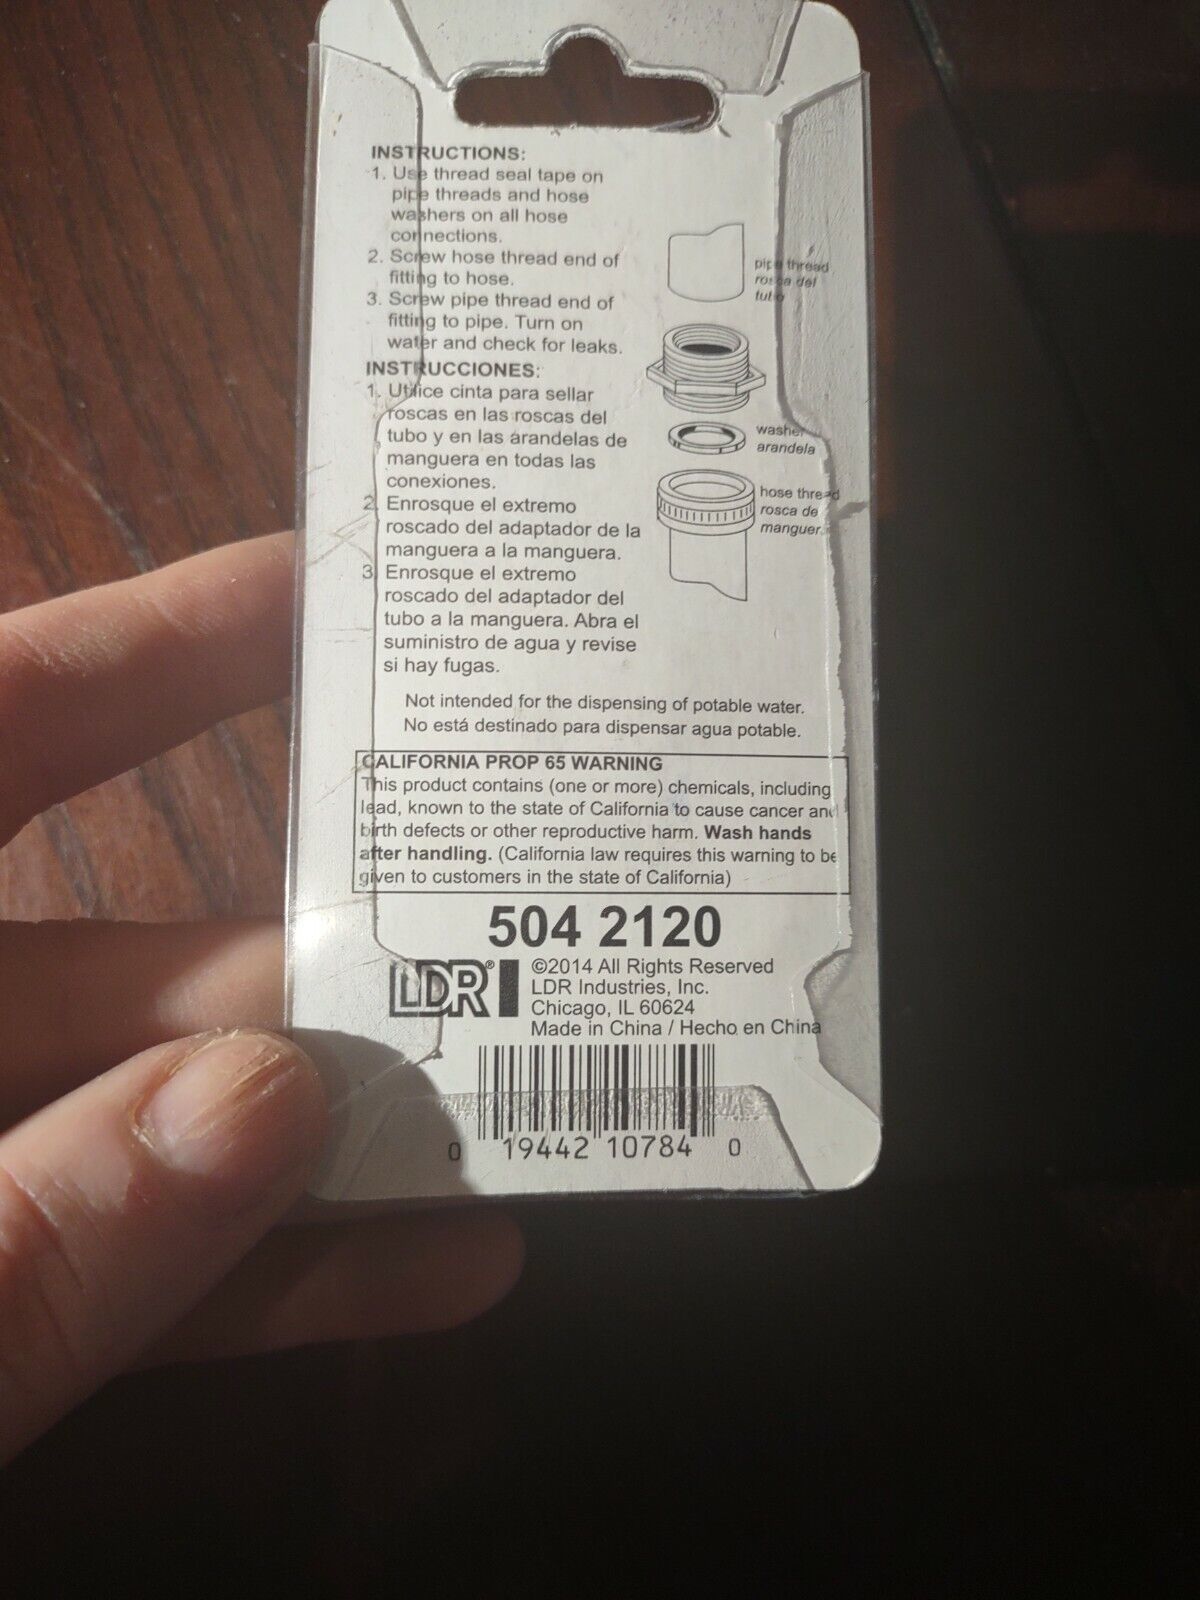 INSTRUCTIONS:
1. Use thread seal tape on
pipe threads and hose
washers on all hose
connections.
2. Screw hose thread end of
fitting to hose.
3. Screw pipe thread end of
fitting to pipe. Turn on
water and check for leaks.
INSTRUCCIONES:
1. Utilice cinta para sellar
roscas en las roscas del
tubo y en las arandelas de
manguera en todas las
conexiones.
2. Enrosque el extremo
roscado del adaptador de la
manguera a la manguera.
3. Enrosque el extremo
roscado del adaptador del
tubo a la manguera. Abra el
suministro de agua y revise
si hay fugas.
pipe thread
rosca del
tubo
washer
arandela
hose thread
rosca de
manguera
Not intended for the dispensing of potable water.
No está destinado para dispensar agua potable.
CALIFORNIA PROP 65 WARNING
This product contains (one or more) chemicals, including
lead, known to the state of California to cause cancer and
birth defects or other reproductive harm. Wash hands
after handling. (California law requires this warning to be
given to customers in the state of California)
504 2120
LDR®
©2014 All Rights Reserved
LDR Industries, Inc.
Chicago, IL 60624
Made in China / Hecho en China
0 19442 10784 0